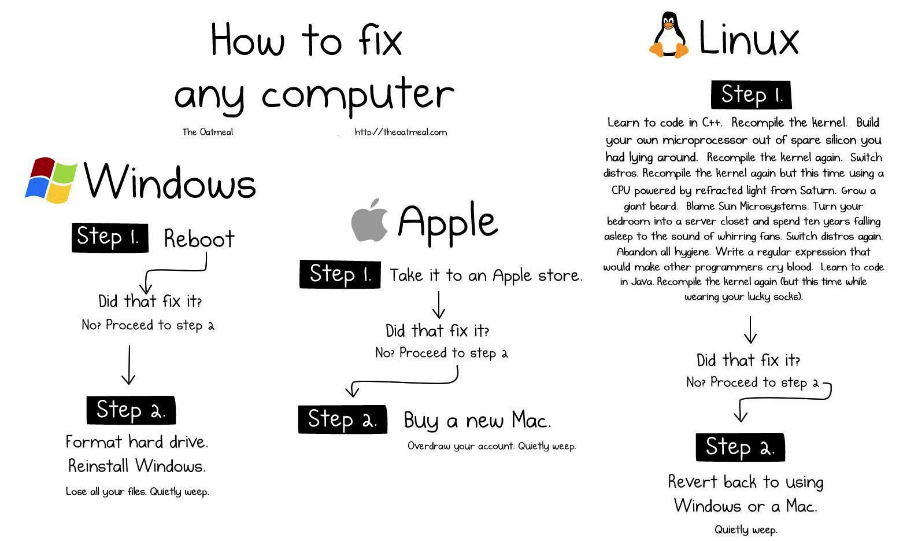 How to fix
any computer
The Oatmeal
http://theoatmeal.com
Windows
Step 1.
Reboot
Did that fix it?
No? Proceed to step 2
Step 2.
Format hard drive.
Reinstall Windows.
Lose all your files. Quietly weep.
Apple
Step 1.
Take it to an Apple store.
Did that fix it?
No? Proceed to step 2
Step 2.
Buy a new Mac.
Overdraw your account. Quietly weep.
Linux
Step 1.
Learn to code in C++. Recompile the kernel. Build
your own microprocessor out of spare silicon you
had lying around. Recompile the kernel again. Switch
distros. Recompile the kernel again but this time using a
CPU powered by refracted light from Saturn. Grow a
giant beard. Blame Sun Microsystems. Turn your
bedroom into a server closet and spend ten years falling
asleep to the sound of whirring fans. Switch distros again.
Abandon all hygiene. Write a regular expression that
would make other programmers cry blood. Learn to code
in Java. Recompile the kernel again (but this time while
wearing your lucky socks).
Did that fix it?
No? Proceed to step 2
Step 2.
Revert back to using
Windows or a Mac.
Quietly weep.